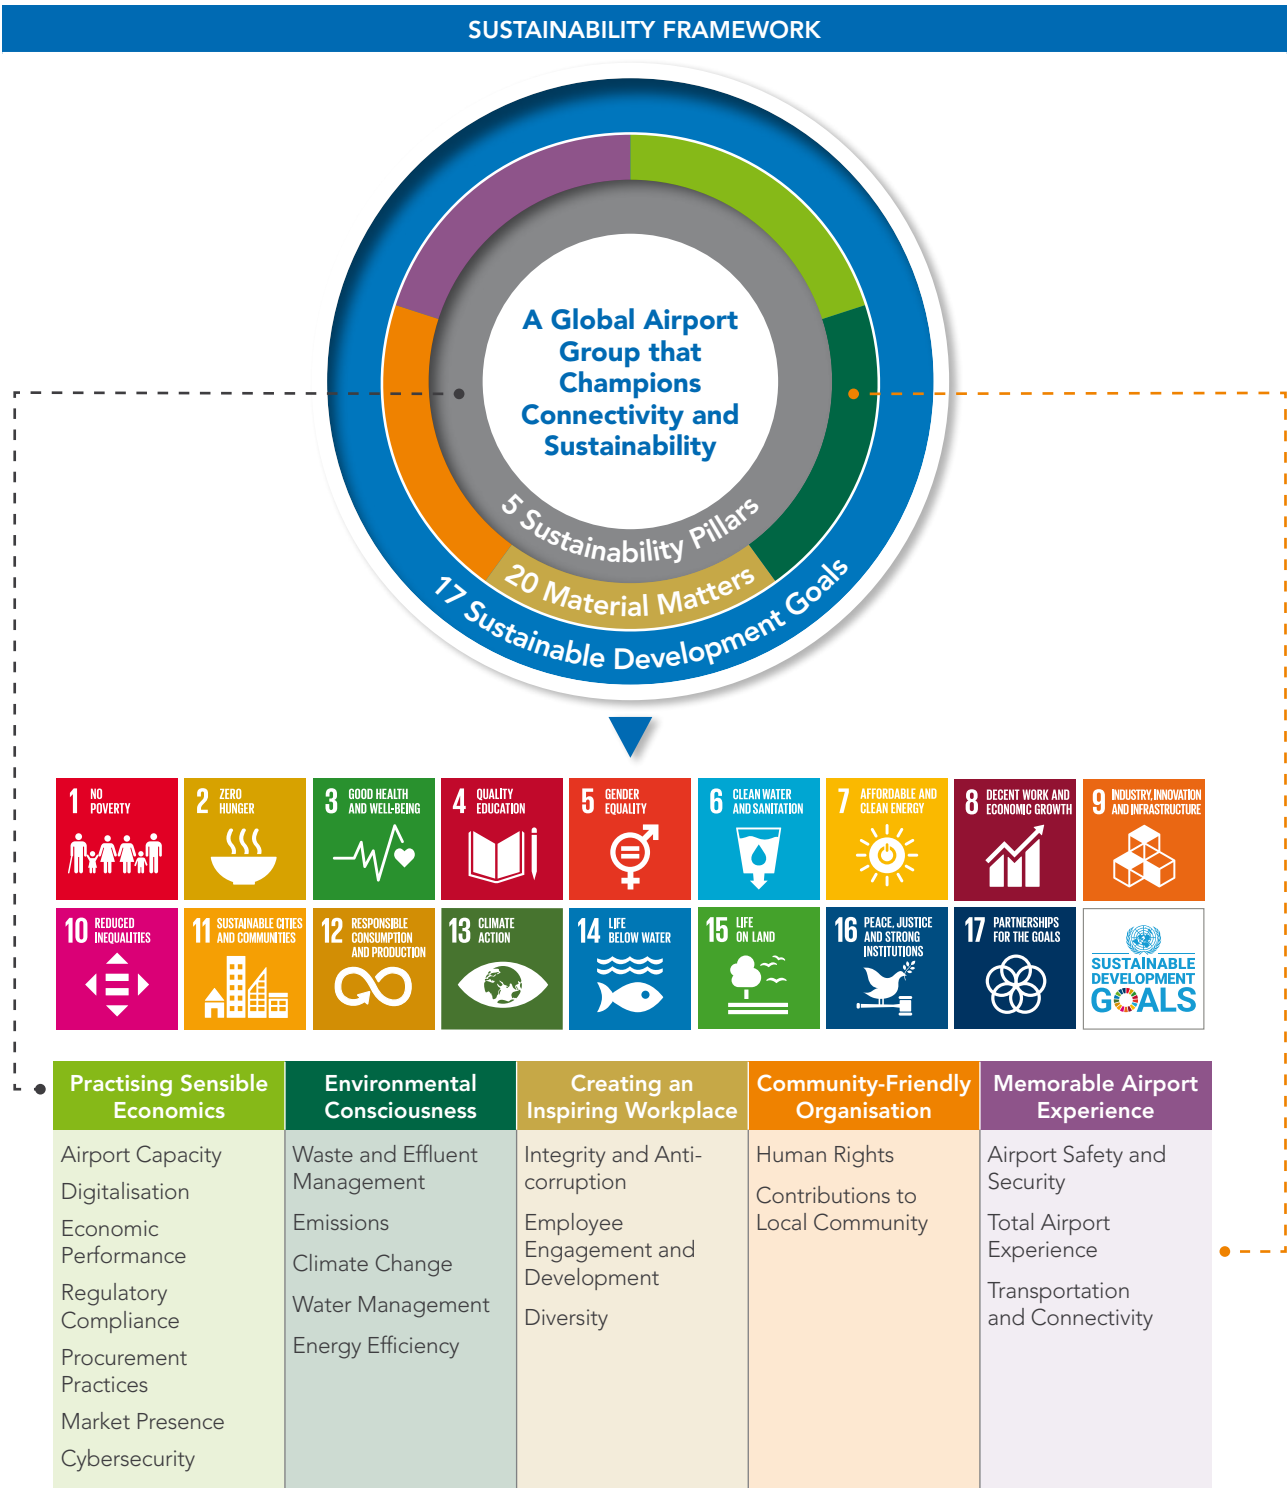 SUSTAINABILITY FRAMEWORK
A Global Airport
Group that
Champions
Connectivity and
Sustainability
5 Sustainability Pillars
20 Material Matters
17 Sustainable Development Goals
1 NO
POVERTY
2 ZERO
HUNGER
3 GOOD HEALTH
AND WELL-BEING
4 QUALITY
EDUCATION
5 GENDER
EQUALITY
6 CLEAN WATER
AND SANITATION
7 AFFORDABLE AND
CLEAN ENERGY
8 DECENT WORK AND
ECONOMIC GROWTH
9 INDUSTRY, INNOVATION
AND INFRASTRUCTURE
10 REDUCED
INEQUALITIES
11 SUSTAINABLE CITIES
AND COMMUNITIES
12 RESPONSIBLE
CONSUMPTION
AND PRODUCTION
13 CLIMATE
ACTION
14 LIFE
BELOW WATER
15 LIFE
ON LAND
16 PEACE, JUSTICE
AND STRONG
INSTITUTIONS
17 PARTNERSHIPS
FOR THE GOALS
SUSTAINABLE
DEVELOPMENT
GOALS
Practising Sensible
Economics
Airport Capacity
Digitalisation
Economic
Performance
Regulatory
Compliance
Procurement
Practices
Market Presence
Cybersecurity
Environmental
Consciousness
Waste and Effluent
Management
Emissions
Climate Change
Water Management
Energy Efficiency
Creating an
Inspiring Workplace
Integrity and Anti-
corruption
Employee
Engagement and
Development
Diversity
Community-Friendly
Organisation
Human Rights
Contributions to
Local Community
Memorable Airport
Experience
Airport Safety and
Security
Total Airport
Experience
Transportation
and Connectivity